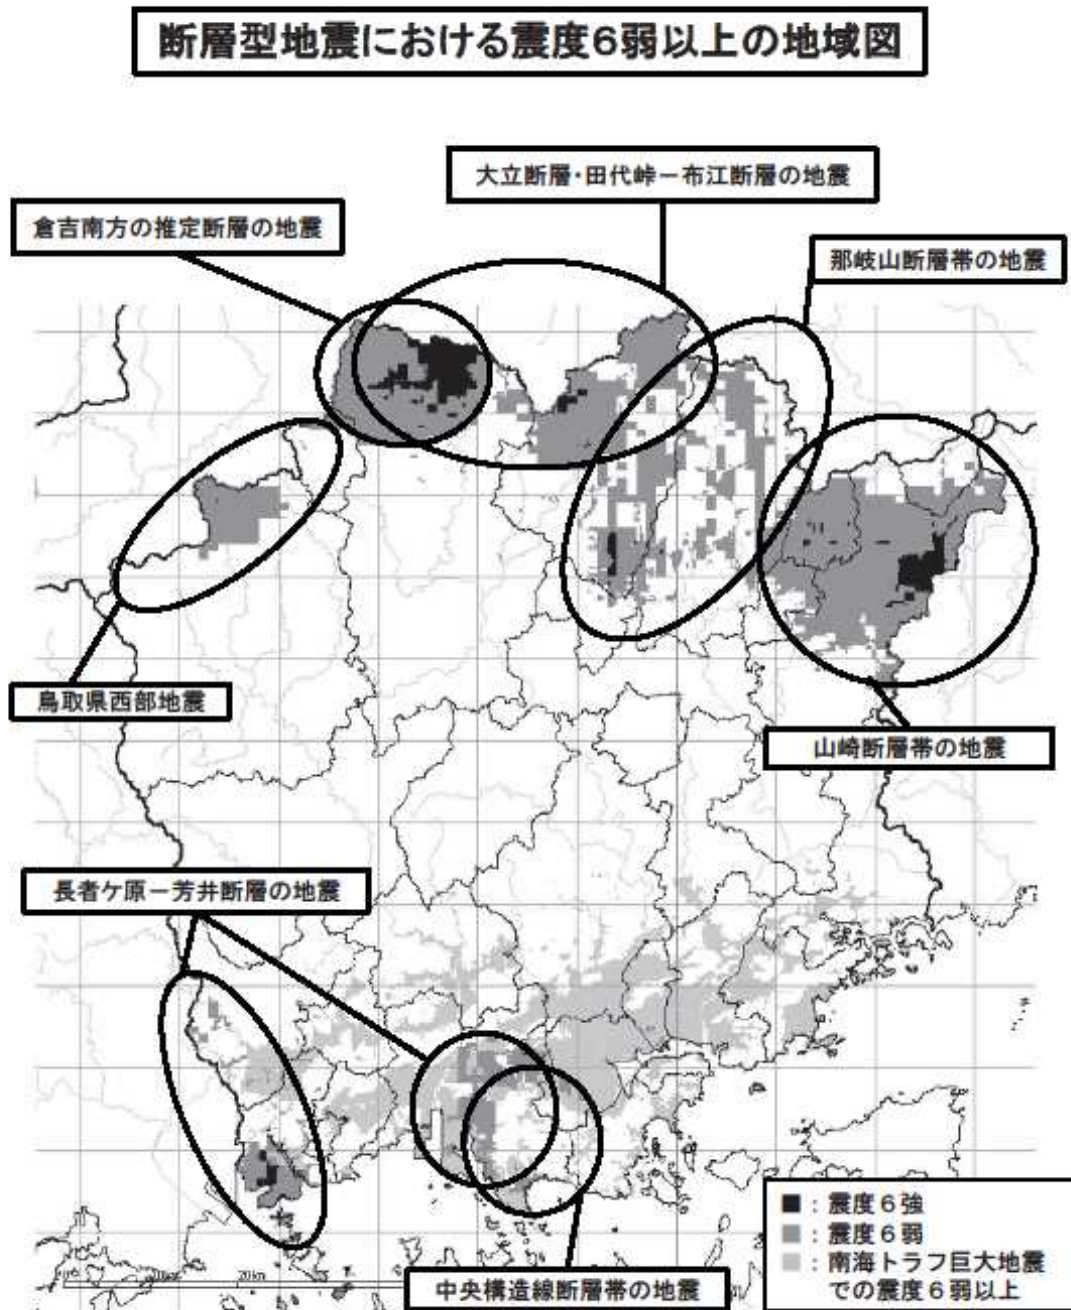 断層型地震における震度6弱以上の地域図
大立断層・田代峠－布江断層の地震
倉吉南方の推定断層の地震
那岐山断層帯の地震
鳥取県西部地震
山崎断層帯の地震
長者ケ原－芳井断層の地震
■：震度６強
■：震度６弱
■：南海トラフ巨大地震
での震度６弱以上
20km
中央構造線断層帯の地震